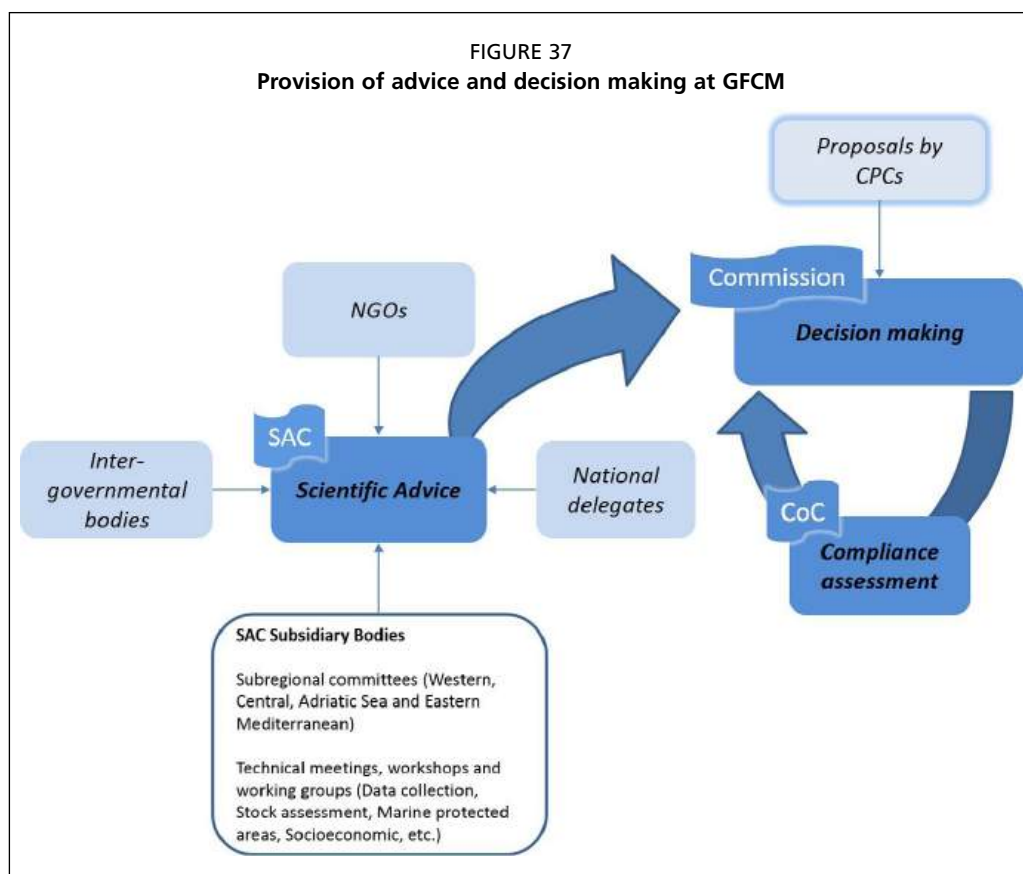 FIGURE 37
Provision of advice and decision making at GFCM
Proposals by
CPCs
Commission
Decision making
NGOs
SAC
Scientific Advice
Inter-
governmental
bodies
National
delegates
CoC
Compliance
assessment
SAC Subsidiary Bodies
Subregional committees (Western,
Central, Adriatic Sea and Eastern
Mediterranean)
Technical meetings, workshops and
working groups (Data collection,
Stock assessment, Marine protected
areas, Socioeconomic, etc.)